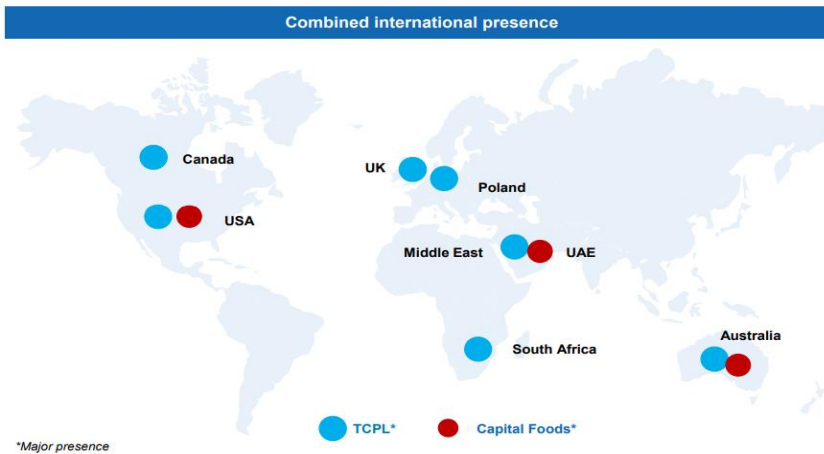 Combined international presence
Canada
UK
Poland
USA
Middle East
UAE
South Africa
Australia
TCPL*
Capital Foods*
*Major presence